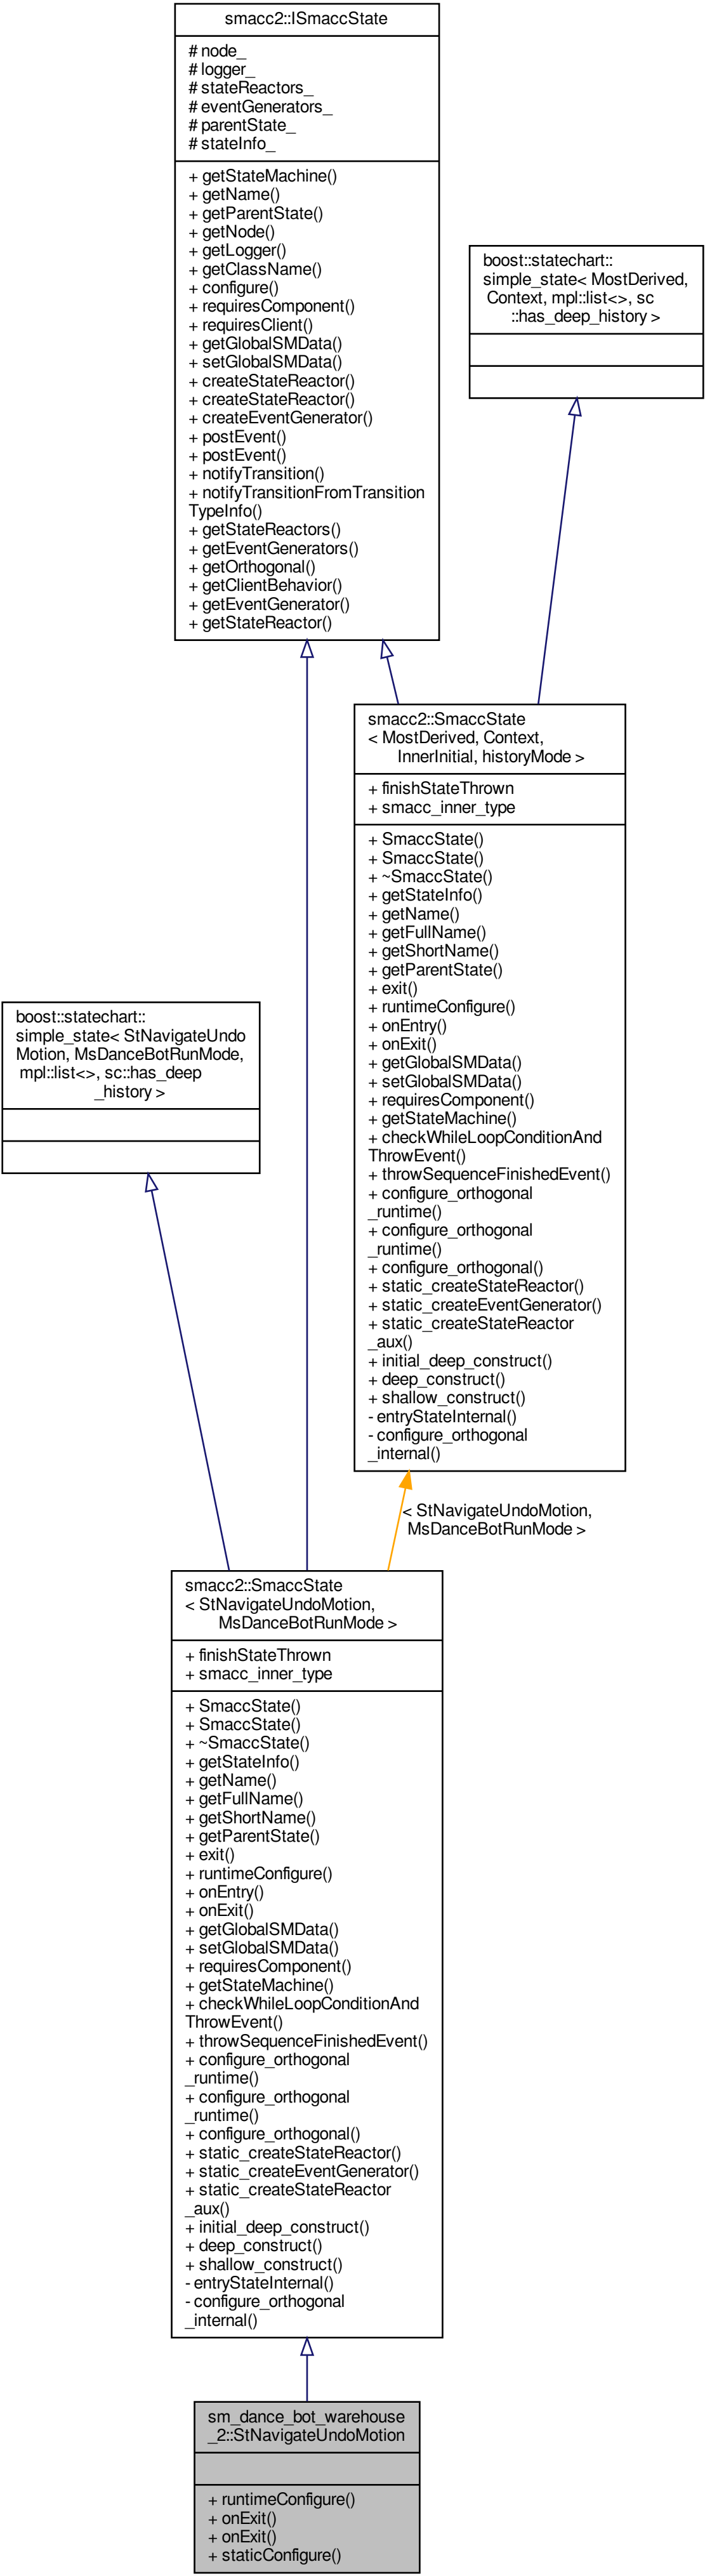 smacc2::ISmaccState
# node_
# logger_
# stateReactors_
# eventGenerators_
# parentState_
# stateInfo_
+ getStateMachine()
+ getName()
+ getParentState()
+ getNode()
+ getLogger()
+ getClassName()
+ configure()
+ requiresComponent()
+ requiresClient()
+ getGlobalSMData()
+ setGlobalSMData()
+ createStateReactor()
+ createStateReactor()
+ createEventGenerator()
+ postEvent()
+ postEvent()
+ notifyTransition()
+ notifyTransitionFromTransition
TypeInfo()
+ getStateReactors()
+ getEventGenerators()
+ getOrthogonal()
+ getClientBehavior()
+ getEventGenerator()
+ getStateReactor()
boost::statechart::
simple_state< MostDerived,
Context, mpl::list<>, sc
::has_deep_history >
smacc2::SmaccState
< MostDerived, Context,
InnerInitial, historyMode >
+ finishStateThrown
+ smacc_inner_type
+ SmaccState()
+ SmaccState()
+ ~SmaccState()
+ getStateInfo()
+ getName()
+ getFullName()
+ getShortName()
+ getParentState()
+ exit()
+ runtimeConfigure()
+ onEntry()
+ onExit()
+ getGlobalSMData()
+ setGlobalSMData()
+ requiresComponent()
+ getStateMachine()
+ checkWhileLoopConditionAnd
ThrowEvent()
+ throwSequenceFinishedEvent()
+ configure_orthogonal
_runtime()
+ configure_orthogonal
_runtime()
+ configure_orthogonal()
+ static_createStateReactor()
+ static_createEventGenerator()
+ static_createStateReactor
_aux()
+ initial_deep_construct()
+ deep_construct()
+ shallow_construct()
- entryStateInternal()
- configure_orthogonal
_internal()
boost::statechart::
simple_state< StNavigateUndo
Motion, MsDanceBotRunMode,
mpl::list<>, sc::has_deep
_history >
< StNavigateUndoMotion,
MsDanceBotRunMode >
smacc2::SmaccState
< StNavigateUndoMotion,
MsDanceBotRunMode >
+ finishStateThrown
+ smacc_inner_type
+ SmaccState()
+ SmaccState()
+ ~SmaccState()
+ getStateInfo()
+ getName()
+ getFullName()
+ getShortName()
+ getParentState()
+ exit()
+ runtimeConfigure()
+ onEntry()
+ onExit()
+ getGlobalSMData()
+ setGlobalSMData()
+ requiresComponent()
+ getStateMachine()
+ checkWhileLoopConditionAnd
ThrowEvent()
+ throwSequenceFinishedEvent()
+ configure_orthogonal
_runtime()
+ configure_orthogonal
_runtime()
+ configure_orthogonal()
+ static_createStateReactor()
+ static_createEventGenerator()
+ static_createStateReactor
_aux()
+ initial_deep_construct()
+ deep_construct()
+ shallow_construct()
- entryStateInternal()
- configure_orthogonal
_internal()
sm_dance_bot_warehouse
_2::StNavigateUndoMotion
+ runtimeConfigure()
+ onExit()
+ onExit()
+ staticConfigure()